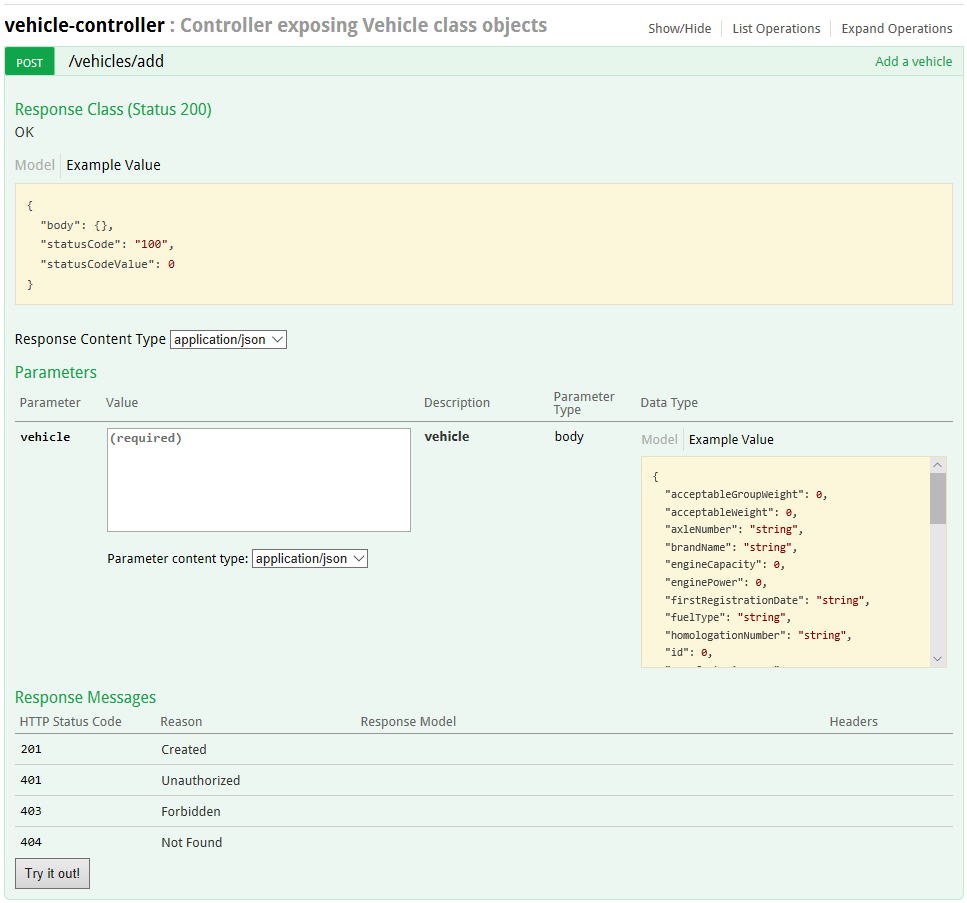 vehicle-controller : Controller exposing Vehicle class objects
Show/Hide List Operations Expand Operations
POST /vehicles/add Add a vehicle
Response Class (Status 200)
OK
Model Example Value
{
"body": {},
"statusCode": "100",
"statusCodeValue": 0
}
Response Content Type application/json
Parameters
Parameter Value Description Parameter Type Data Type
vehicle (required) vehicle body Model Example Value
{
"acceptableGroupWeight": 0,
"acceptableWeight": 0,
"axleNumber": "string",
"brandName": "string",
"engineCapacity": 0,
"enginePower": 0,
"firstRegistrationDate": "string",
"fuelType": "string",
"homologationNumber": "string",
"id": 0,
Parameter content type: application/json
Response Messages
HTTP Status Code Reason Response Model Headers
201 Created
401 Unauthorized
403 Forbidden
404 Not Found
Try it out!